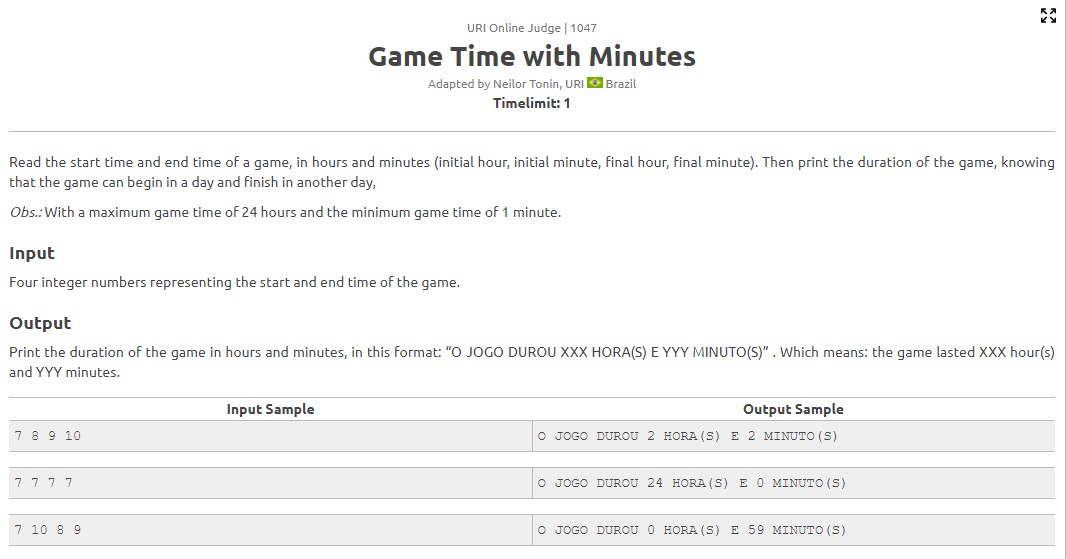 URI Online Judge | 1047
Game Time with Minutes
Adapted by Neilor Tonin, URI Brazil
Timelimit: 1
Read the start time and end time of a game, in hours and minutes (initial hour, initial minute, final hour, final minute). Then print the duration of the game, knowing
that the game can begin in a day and finish in another day,
Obs.: With a maximum game time of 24 hours and the minimum game time of 1 minute.
Input
Four integer numbers representing the start and end time of the game.
Output
Print the duration of the game in hours and minutes, in this format: “O JOGO DUROU XXX HORA(S) E YYY MINUTO(S)” . Which means: the game lasted XXX hour(s)
and YYY minutes.
Input Sample Output Sample
7 8 9 10 O JOGO DUROU 2 HORA(S) E 2 MINUTO(S)
7 7 7 7 O JOGO DUROU 24 HORA(S) E 0 MINUTO(S)
7 10 8 9 O JOGO DUROU 0 HORA(S) E 59 MINUTO(S)